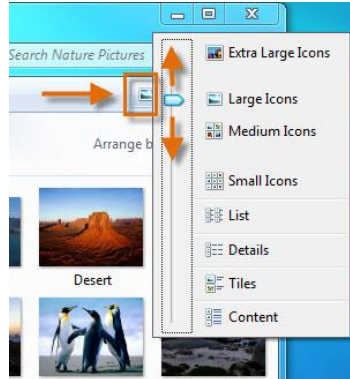 Search Nature Pictures
Extra Large Icons
Large Icons
Medium Icons
Arrange b
Small Icons
List
Details
Desert
Tiles
Content